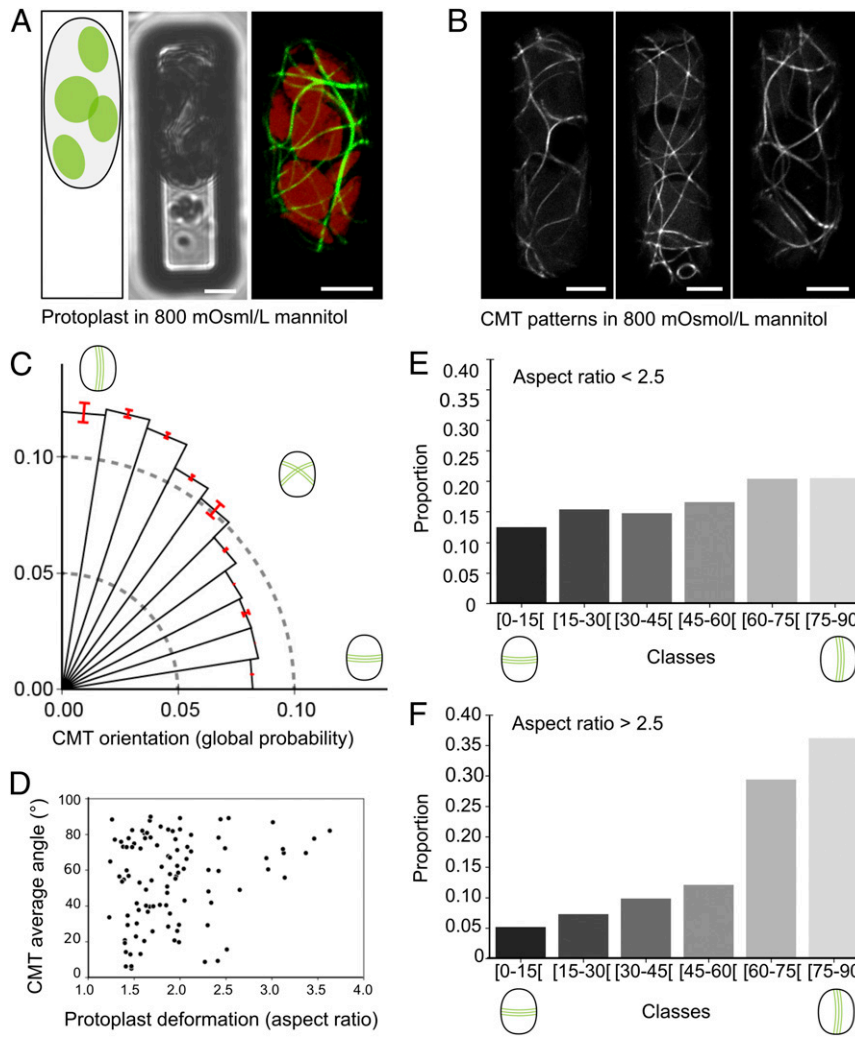 A
B
Protoplast in 800 mOsml/L mannitol
CMT patterns in 800 mOsmol/L mannitol
C
0.10
0.05
0.00
0.00 0.05 0.10
CMT orientation (global probability)
D
CMT average angle (°)
100
80
60
40
20
0
1.0 1.5 2.0 2.5 3.0 3.5 4.0
Protoplast deformation (aspect ratio)
E
Aspect ratio < 2.5
Proportion
0.40
0.35
0.30
0.25
0.20
0.15
0.10
0.05
0
[0-15[ [15-30[ [30-45[ [45-60[ [60-75[ [75-90
Classes
F
Aspect ratio > 2.5
Proportion
0.40
0.35
0.30
0.25
0.20
0.15
0.10
0.05
0
[0-15[ [15-30[ [30-45[ [45-60[ [60-75[ [75-90
Classes